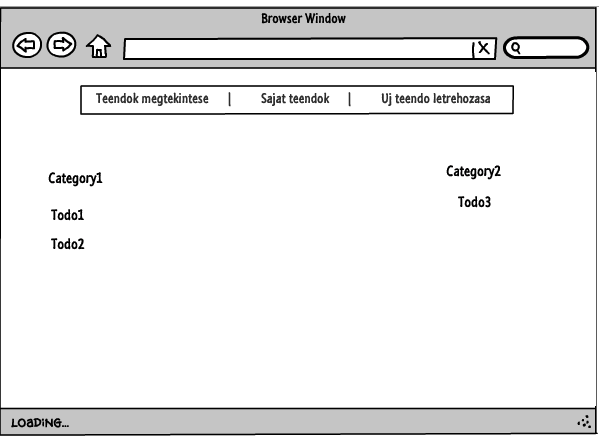 Browser Window
X
Teendok megtekintese | Sajat teendok | Uj teendo letrehozasa
Category1
Todo1
Todo2
Category2
Todo3
LOADING...